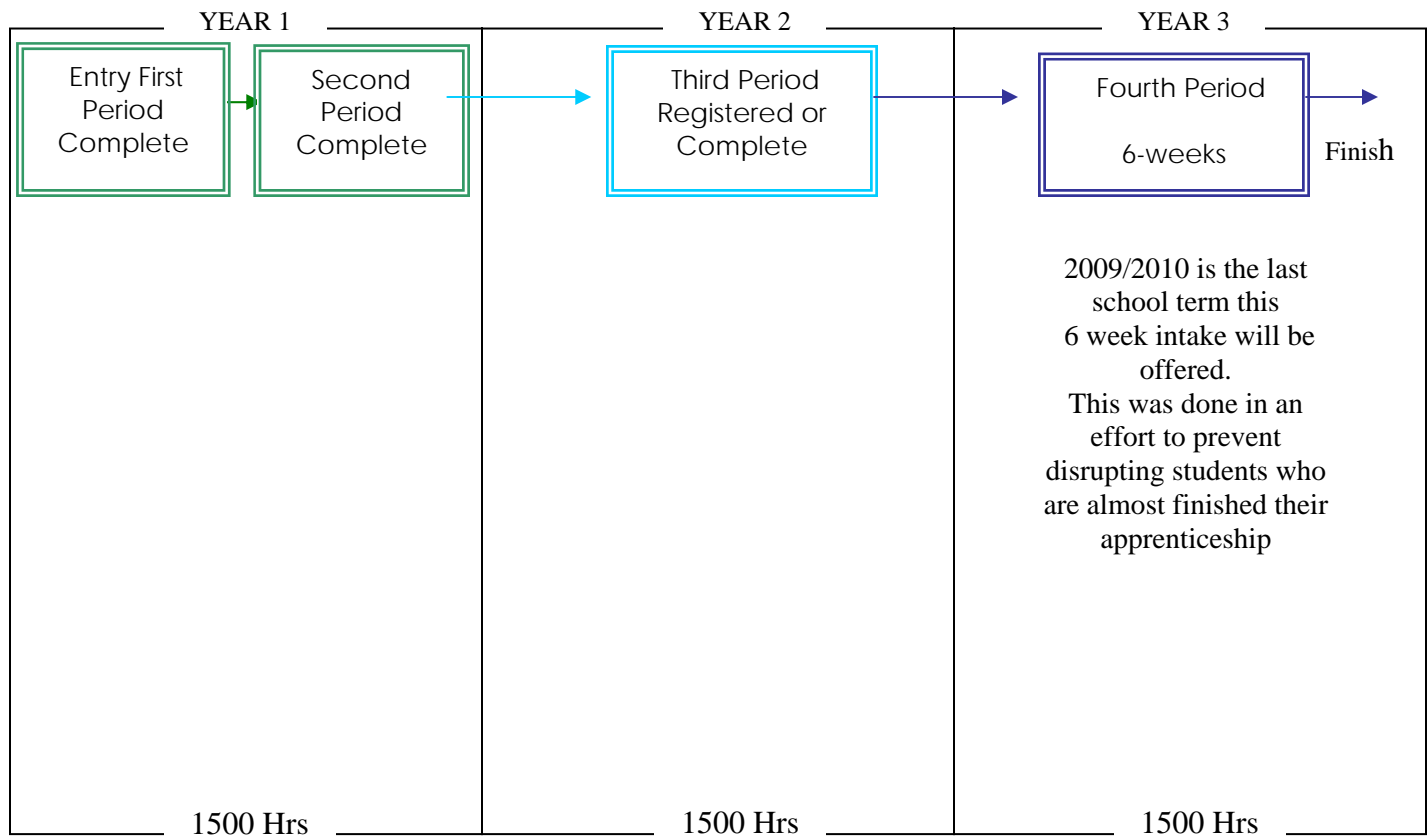 YEAR 1
YEAR 2
YEAR 3
Entry First
Period
Complete
Second
Period
Complete
Third Period
Registered or
Complete
Fourth Period
6-weeks
Finish
2009/2010 is the last
school term this
6 week intake will be
offered.
This was done in an
effort to prevent
disrupting students who
are almost finished their
apprenticeship
1500 Hrs
1500 Hrs
1500 Hrs